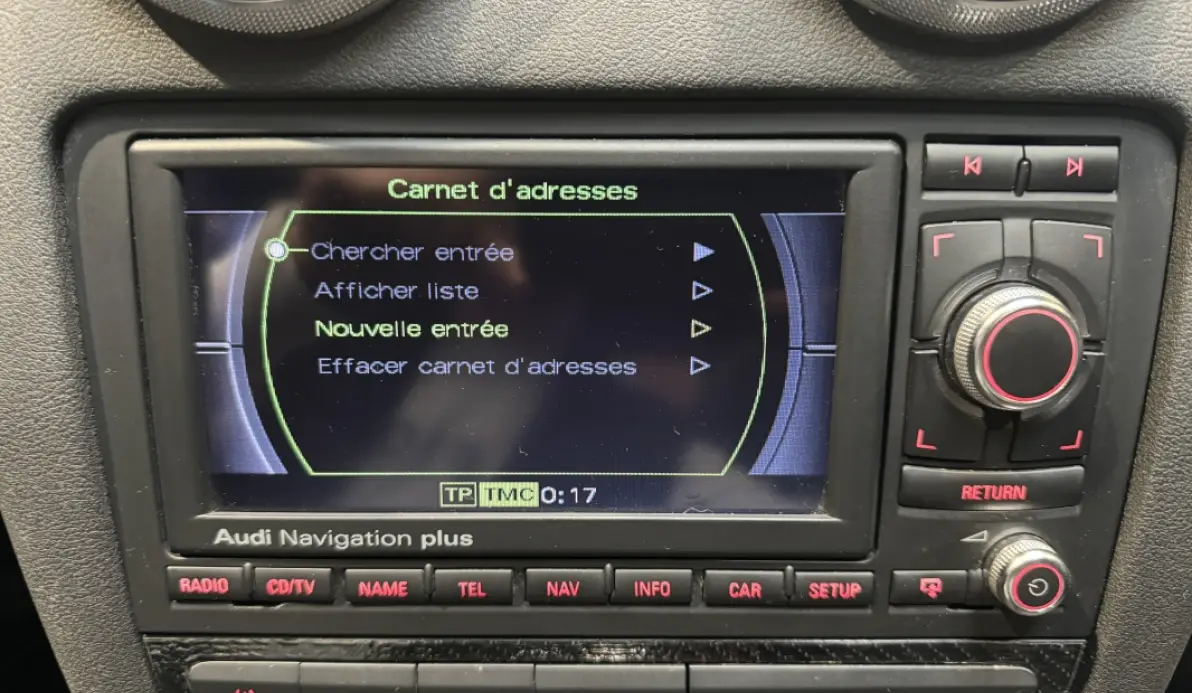 Carnet d'adresses
Chercher entrée
Afficher liste
Nouvelle entrée
Effacer carnet d'adresses
TP TMC 0:17
Audi Navigation plus
RETURN
RADIO CD/TV NAME TEL NAV INFO CAR SETUP